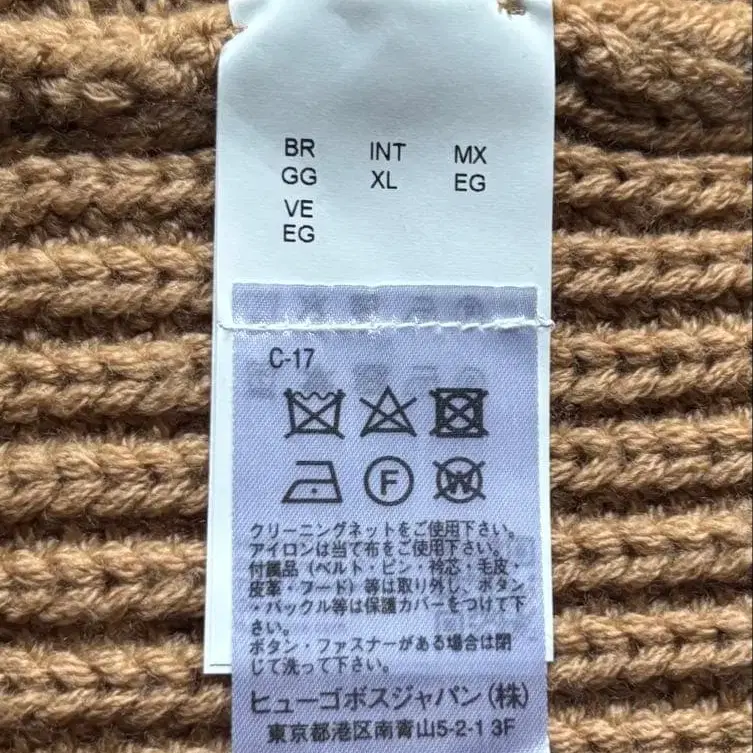 BR INT MX
GG XL EG
VE
EG
C-17
F W
クリーニングネットをご使用下さい。
アイロンは当て布をご使用下さい。
付属品(ベルト・ピン・衿芯・毛皮・
皮革・フード)等は取り外し、ボタン
・バックル等は保護カバーをつけて下
さい。
ボタン・ファスナーがある場合は閉
じて洗って下さい。
ヒューゴボスジャパン(株)
東京都港区南青山5-2-1 3F